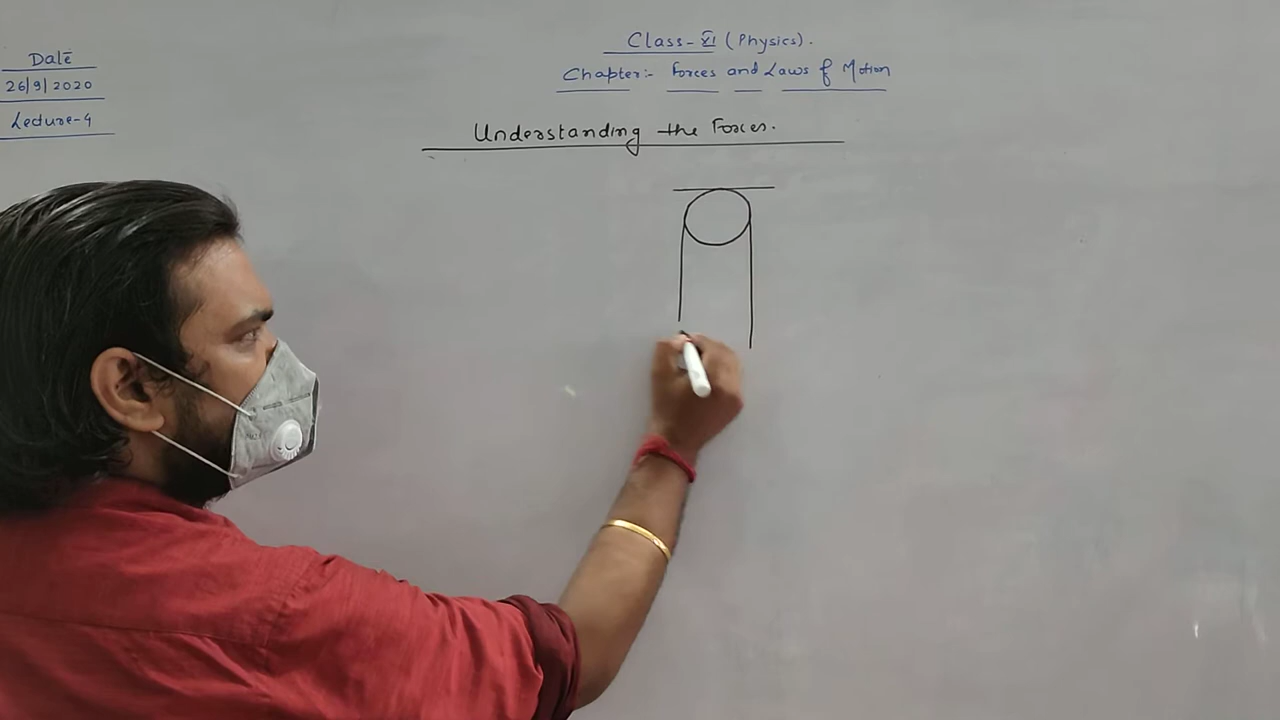 Date
26/9/2020
Lecture-4
Class-XI (Physics).
Chapter:- Forces and Laws of Motion
Understanding the Forces.